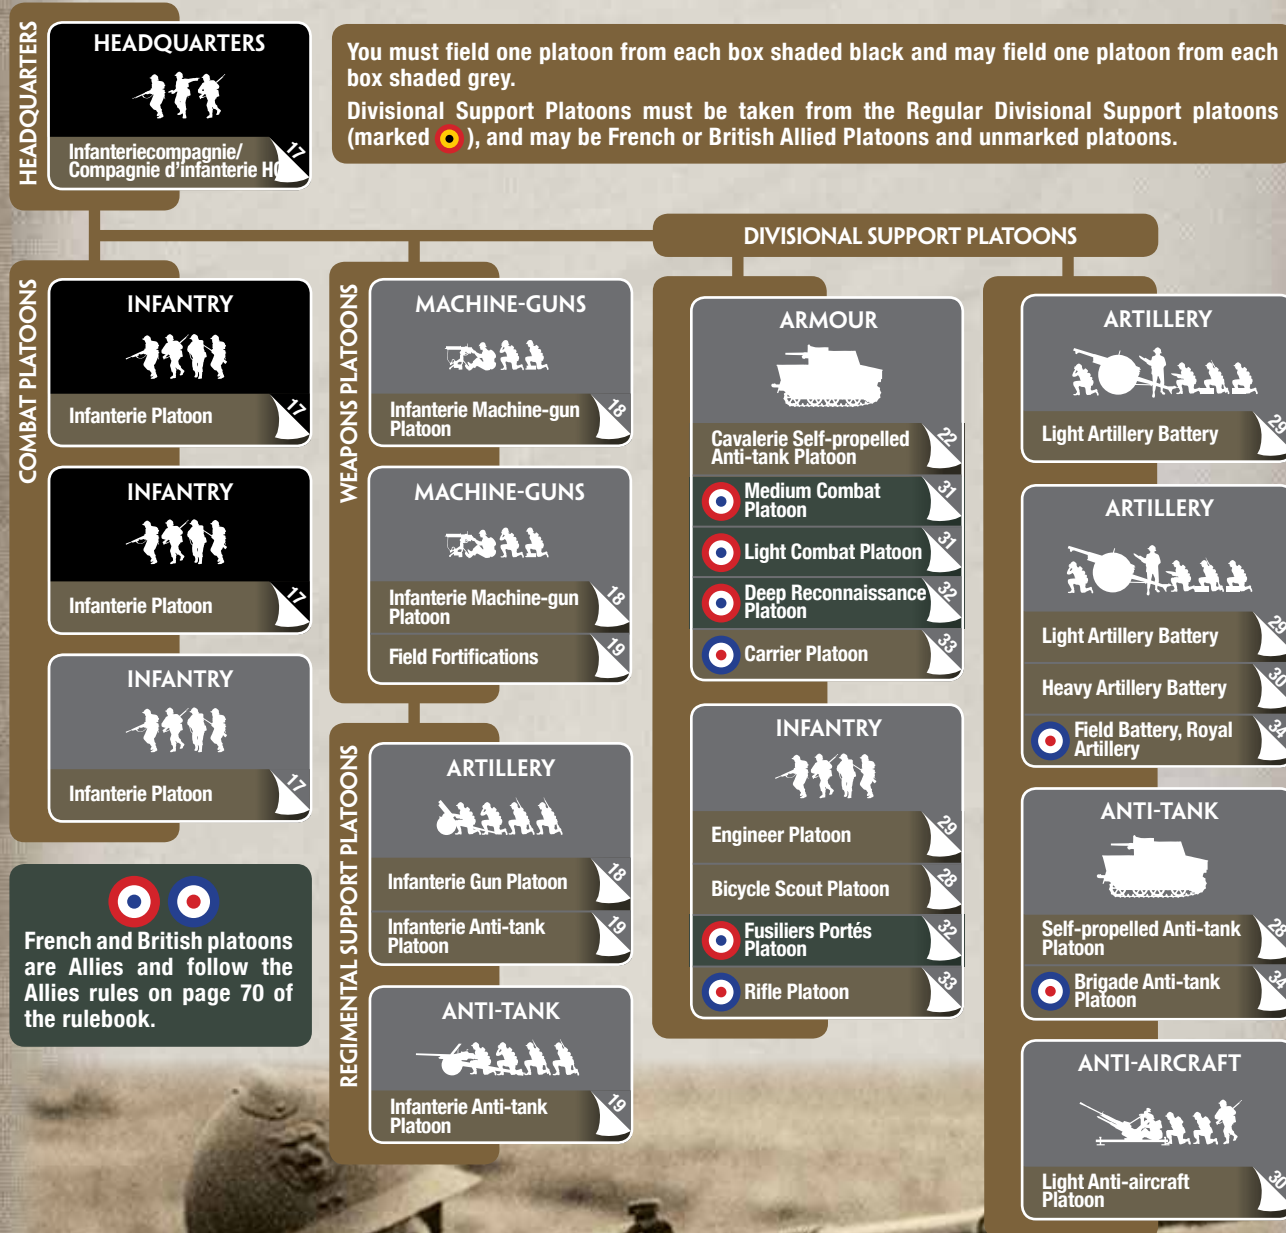 HEADQUARTERS
HEADQUARTERS
Infanteriecompagnie/
Compagnie d'infanterie HQ
17
You must field one platoon from each box shaded black and may field one platoon from each
box shaded grey.
Divisional Support Platoons must be taken from the Regular Divisional Support platoons
(marked ), and may be French or British Allied Platoons and unmarked platoons.
COMBAT PLATOONS
INFANTRY
Infanterie Platoon
17
INFANTRY
Infanterie Platoon
17
INFANTRY
Infanterie Platoon
17
French and British platoons
are Allies and follow the
Allies rules on page 70 of
the rulebook.
WEAPONS PLATOONS
MACHINE-GUNS
Infanterie Machine-gun
Platoon
18
MACHINE-GUNS
Infanterie Machine-gun
Platoon
18
Field Fortifications
19
REGIMENTAL SUPPORT PLATOONS
ARTILLERY
Infanterie Gun Platoon
18
Infanterie Anti-tank
Platoon
19
ANTI-TANK
Infanterie Anti-tank
Platoon
19
DIVISIONAL SUPPORT PLATOONS
ARMOUR
Cavalerie Self-propelled
Anti-tank Platoon
22
Medium Combat
Platoon
31
Light Combat Platoon
31
Deep Reconnaissance
Platoon
32
Carrier Platoon
33
INFANTRY
Engineer Platoon
29
Bicycle Scout Platoon
28
Fusiliers Portés
Platoon
32
Rifle Platoon
33
ARTILLERY
Light Artillery Battery
29
ARTILLERY
Light Artillery Battery
29
Heavy Artillery Battery
30
Field Battery, Royal
Artillery
34
ANTI-TANK
Self-propelled Anti-tank
Platoon
28
Brigade Anti-tank
Platoon
34
ANTI-AIRCRAFT
Light Anti-aircraft
Platoon
30